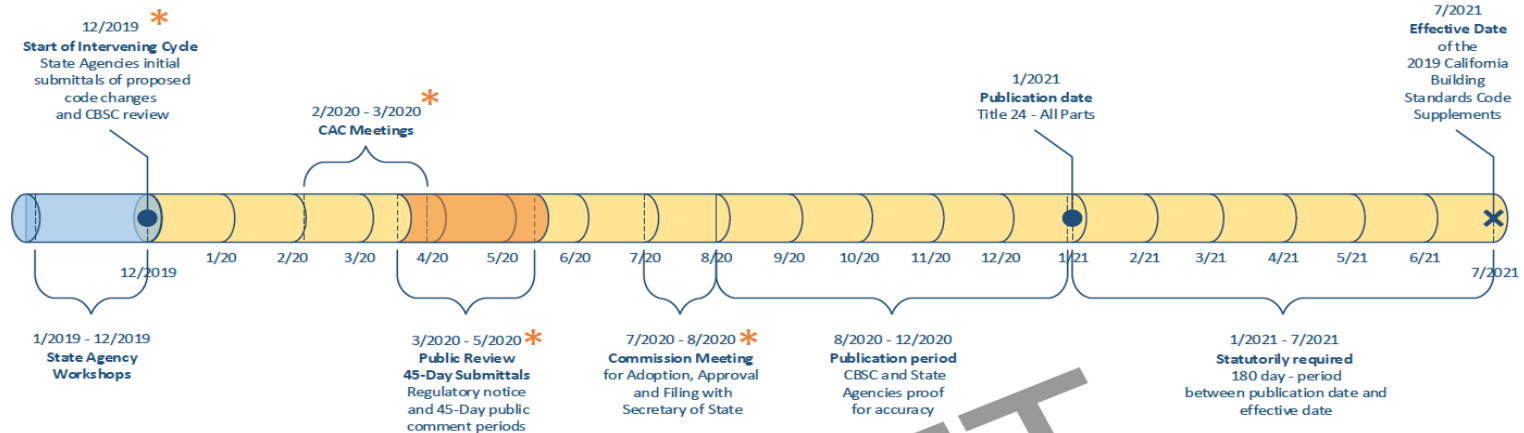 12/2019 *
Start of Intervening Cycle
State Agencies initial
submittals of proposed
code changes
and CBSC review
2/2020 - 3/2020 *
CAC Meetings
1/2021
Publication date
Title 24 - All Parts
7/2021
Effective Date
of the
2019 California
Building
Standards Code
Supplements
12/2019
1/20
2/20
3/20
4/20
5/20
6/20
7/20
8/20
9/20
10/20
11/20
12/20
1/21
2/21
3/21
4/21
5/21
6/21
7/2021
1/2019 - 12/2019
State Agency
Workshops
3/2020 - 5/2020 *
Public Review
45-Day Submittals
Regulatory notice
and 45-Day public
comment periods
7/2020 - 8/2020 *
Commission Meeting
for Adoption, Approval
and Filing with
Secretary of State
8/2020 - 12/2020
Publication period
CBSC and State
Agencies proof
for accuracy
1/2021 - 7/2021
Statutorily required
180 day - period
between publication date and
effective date